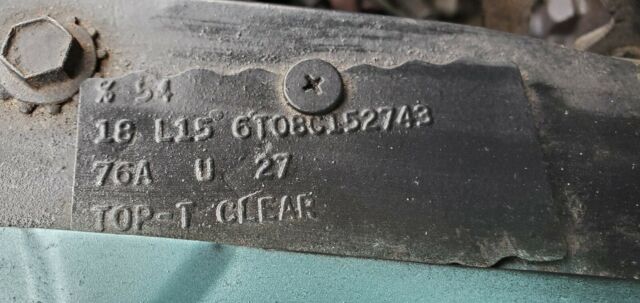 % 54
18 L15 6T08C152743
76A U 27
TOP-T CLEAR